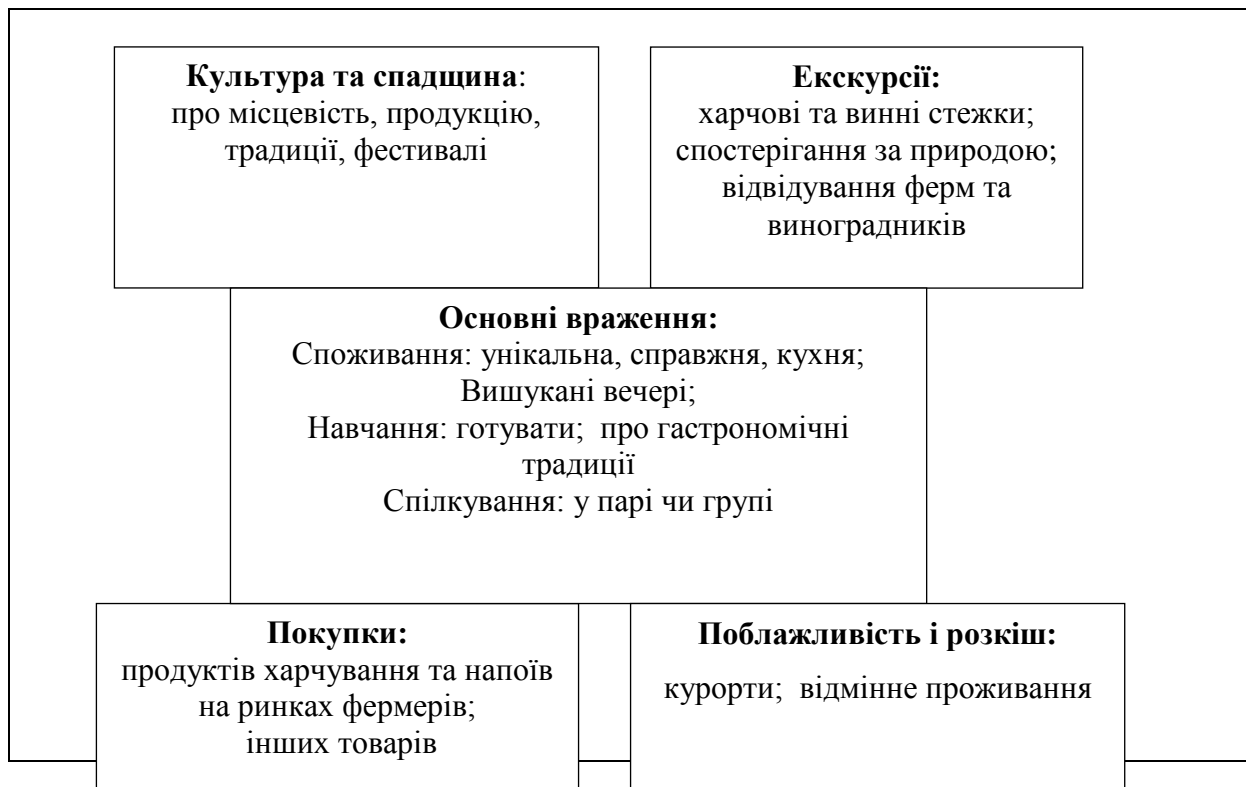 Культура та спадщина:
про місцевість, продукцію,
традиції, фестивалі
Екскурсії:
харчові та винні стежки;
спостерігання за природою;
відвідування ферм та
виноградників
Основні враження:
Споживання: унікальна, справжня, кухня;
Вишукані вечері;
Навчання: готувати; про гастрономічні
традиції
Спілкування: у парі чи групі
Покупки:
продуктів харчування та напоїв
на ринках фермерів;
інших товарів
Поблажливість і розкіш:
курорти; відмінне проживання